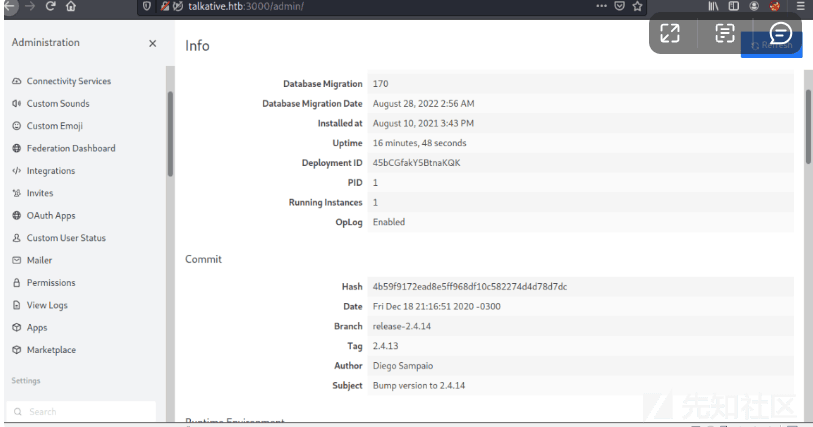 talkative.htb:3000/admin/
Administration
Info
Refresh
Connectivity Services
Custom Sounds
Custom Emoji
Federation Dashboard
Integrations
Invites
OAuth Apps
Custom User Status
Mailer
Permissions
View Logs
Apps
Marketplace
Settings
Search
Database Migration 170
Database Migration Date August 28, 2022 2:56 AM
Installed at August 10, 2021 3:43 PM
Uptime 16 minutes, 48 seconds
Deployment ID 45bCGfakY5BtnaKQK
PID 1
Running Instances 1
OpLog Enabled
Commit
Hash 4b59f9172ead8e5ff968df10c582274d4d78d7dc
Date Fri Dec 18 21:16:51 2020 -0300
Branch release-2.4.14
Tag 2.4.13
Author Diego Sampaio
Subject Bump version to 2.4.14
Runtime Environment
先知社区